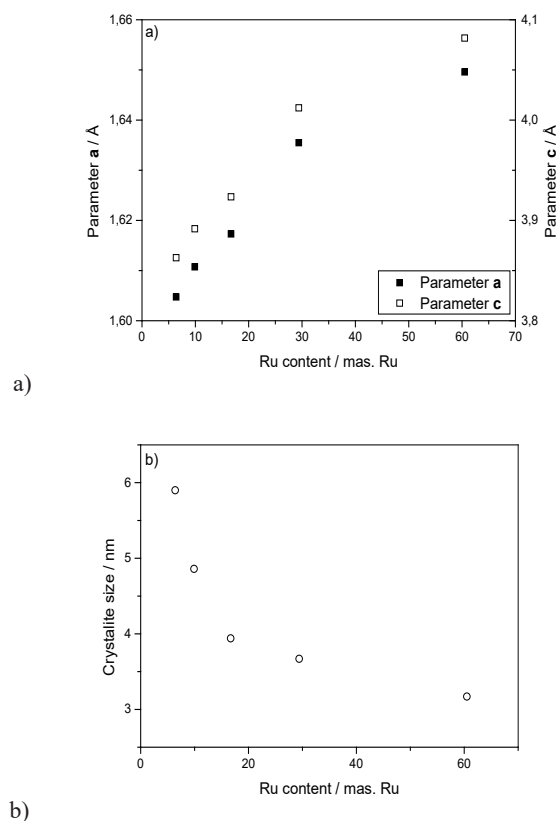 a)
1,66
4,1
1,64
4,0
1,62
3,9
1,60
3,8
Parameter a / Å
Parameter c / Å
Parameter a
Parameter c
0 10 20 30 40 50 60 70
Ru content / mas. Ru
a)
b)
6
5
4
3
Crystalite size / nm
0 20 40 60
Ru content / mas. Ru
b)